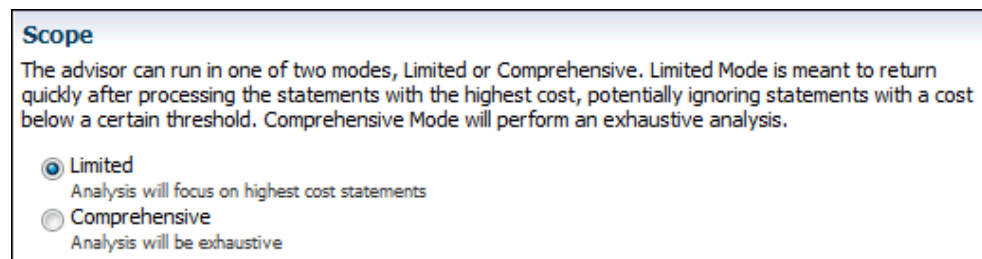 Scope
The advisor can run in one of two modes, Limited or Comprehensive. Limited Mode is meant to return
quickly after processing the statements with the highest cost, potentially ignoring statements with a cost
below a certain threshold. Comprehensive Mode will perform an exhaustive analysis.
Limited
Analysis will focus on highest cost statements
Comprehensive
Analysis will be exhaustive